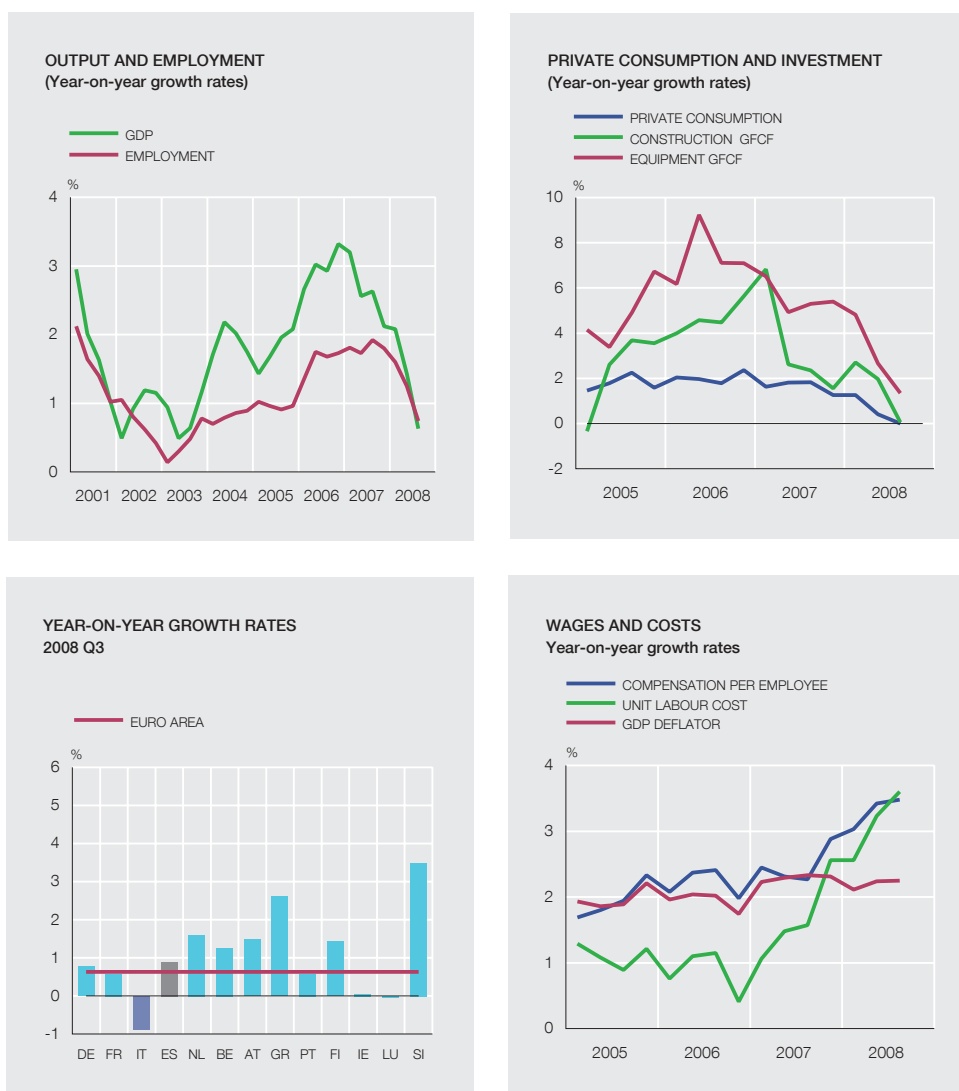 OUTPUT AND EMPLOYMENT
(Year-on-year growth rates)
GDP
EMPLOYMENT
%
4
3
2
1
0
2001 2002 2003 2004 2005 2006 2007 2008
PRIVATE CONSUMPTION AND INVESTMENT
(Year-on-year growth rates)
PRIVATE CONSUMPTION
CONSTRUCTION GFCF
EQUIPMENT GFCF
%
10
8
6
4
2
0
-2
2005 2006 2007 2008
YEAR-ON-YEAR GROWTH RATES
2008 Q3
EURO AREA
%
6
5
4
3
2
1
0
-1
DE FR IT ES NL BE AT GR PT FI IE LU SI
WAGES AND COSTS
Year-on-year growth rates
COMPENSATION PER EMPLOYEE
UNIT LABOUR COST
GDP DEFLATOR
%
4
3
2
1
0
2005 2006 2007 2008